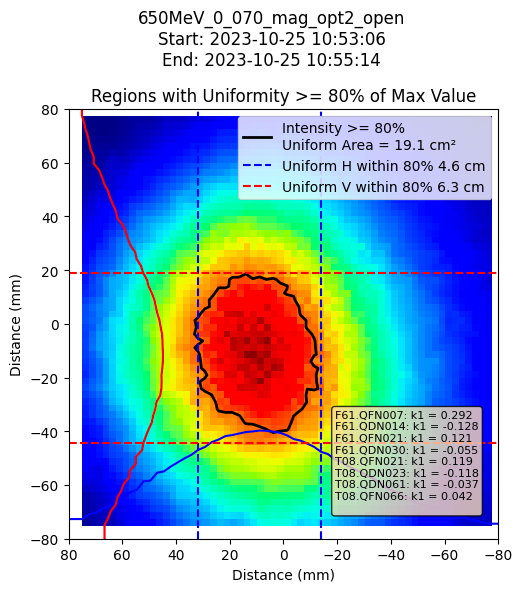 650MeV_0_070_mag_opt2_open
Start: 2023-10-25 10:53:06
End: 2023-10-25 10:55:14
Regions with Uniformity >= 80% of Max Value
Intensity >= 80%
Uniform Area = 19.1 cm²
Uniform H within 80% 4.6 cm
Uniform V within 80% 6.3 cm
Distance (mm)
80
60
40
20
0
−20
−40
−60
−80
F61.QFN007: k1 = 0.292
F61.QDN014: k1 = -0.128
F61.QFN021: k1 = 0.121
F61.QDN030: k1 = -0.055
T08.QFN021: k1 = 0.119
T08.QDN023: k1 = -0.118
T08.QDN061: k1 = -0.037
T08.QFN066: k1 = 0.042
80 60 40 20 0 −20 −40 −60 −80
Distance (mm)